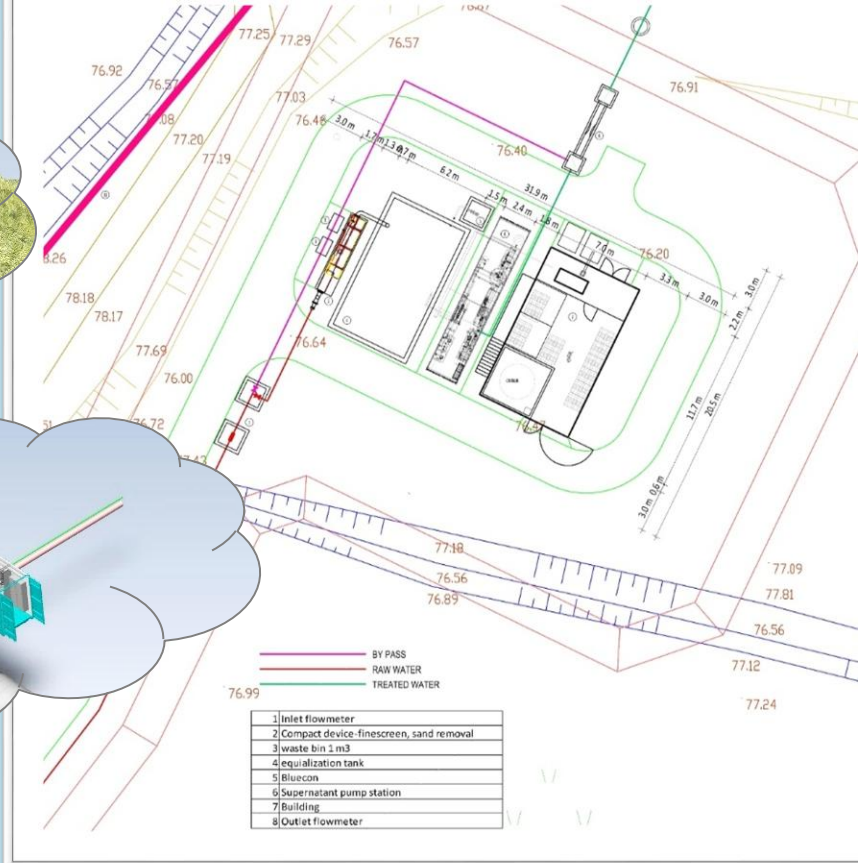 76.92
76.57
77.25
77.29
76.57
76.91
77.03
76.48
77.20
77.19
3.0 m
1.7 m
1.3 m
0.7 m
6.2 m
76.40
31.9 m
1.5 m
2.4 m
1.8 m
7.0 m
76.20
3.3 m
3.0 m
3.0 m
2.2 m
78.18
78.17
77.69
76.00
76.64
76.72
11.7 m
20.5 m
0.6 m
3.0 m
77.18
76.56
76.89
77.09
77.81
76.56
77.12
77.24
76.99
BY PASS
RAW WATER
TREATED WATER
1 Inlet flowmeter
2 Compact device-finescreen, sand removal
3 waste bin 1 m3
4 equialization tank
5 Bluecon
6 Supernatant pump station
7 Building
8 Outlet flowmeter